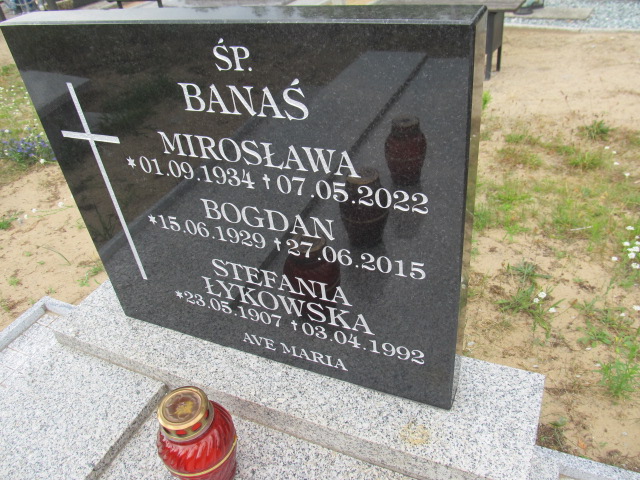 ŚP.
BANAŚ
MIROSŁAWA
*01.09.1934 †07.05.2022
BOGDAN
*15.06.1929 †27.06.2015
STEFANIA
ŁYKOWSKA
*23.05.1907 †03.04.1992
AVE MARIA